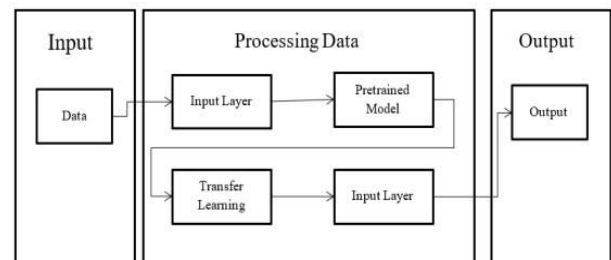 Input
Processing Data
Output
Data
Input Layer
Pretrained
Model
Output
Transfer
Learning
Input Layer